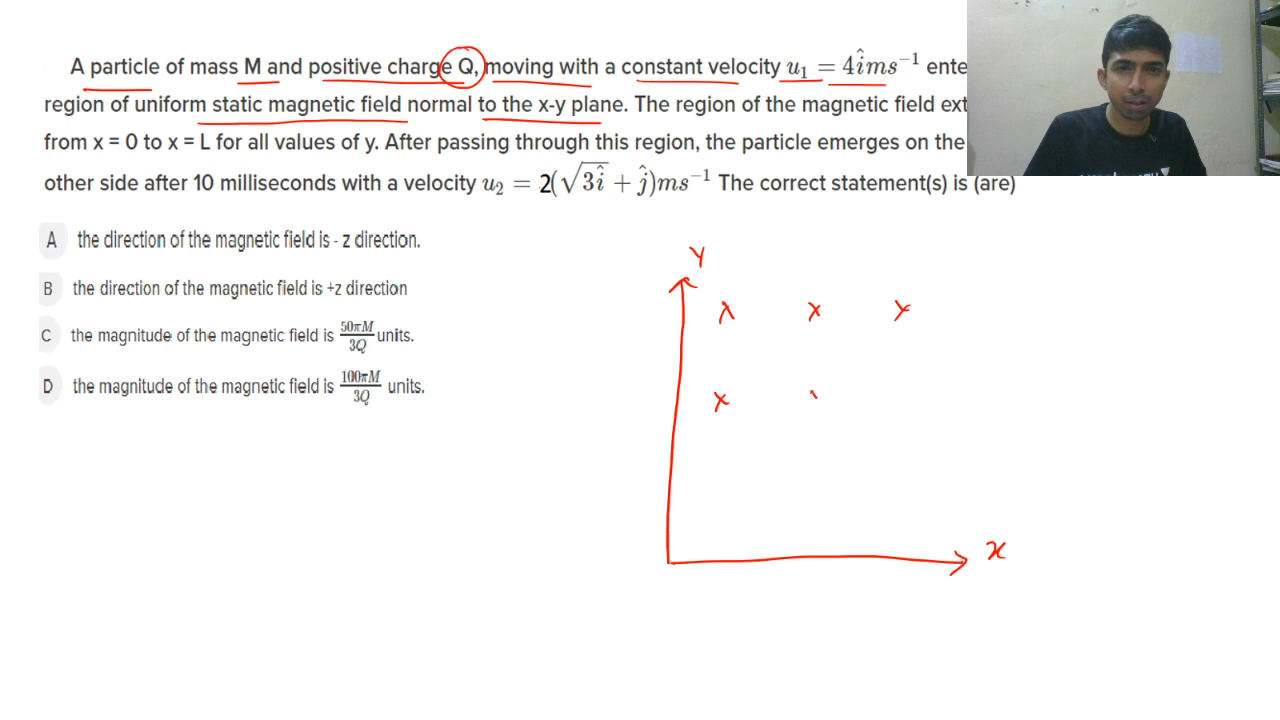 A particle of mass M and positive charge Q, moving with a constant velocity u₁ = 4îms⁻¹
region of uniform static magnetic field normal to the x-y plane. The region of the magnetic field
from x = 0 to x = L for all values of y. After passing through this region, the particle emerges on the
other side after 10 milliseconds with a velocity u₂ = 2(√3î + ĵ)ms⁻¹ The correct statement(s) is (are)
A the direction of the magnetic field is - z direction.
B the direction of the magnetic field is +z direction
C the magnitude of the magnetic field is 50πM/3Q units.
D the magnitude of the magnetic field is 100πM/3Q units.
Y
x x x
x
x